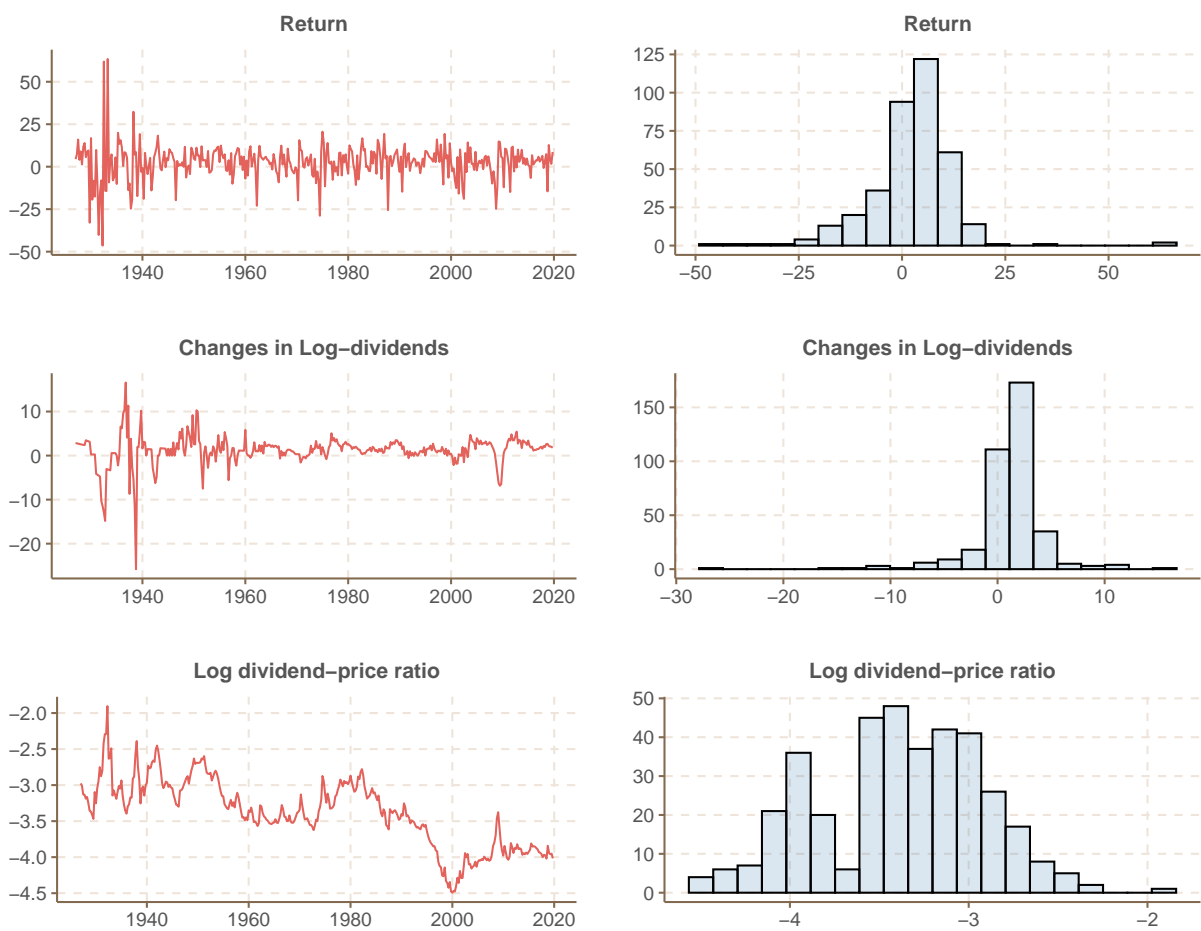 Return
50
25
0
−25
−50
1940 1960 1980 2000 2020
Return
125
100
75
50
25
0
−50 −25 0 25 50
Changes in Log−dividends
10
0
−10
−20
1940 1960 1980 2000 2020
Changes in Log−dividends
150
100
50
0
−30 −20 −10 0 10
Log dividend−price ratio
−2.0
−2.5
−3.0
−3.5
−4.0
−4.5
1940 1960 1980 2000 2020
Log dividend−price ratio
50
40
30
20
10
0
−4 −3 −2